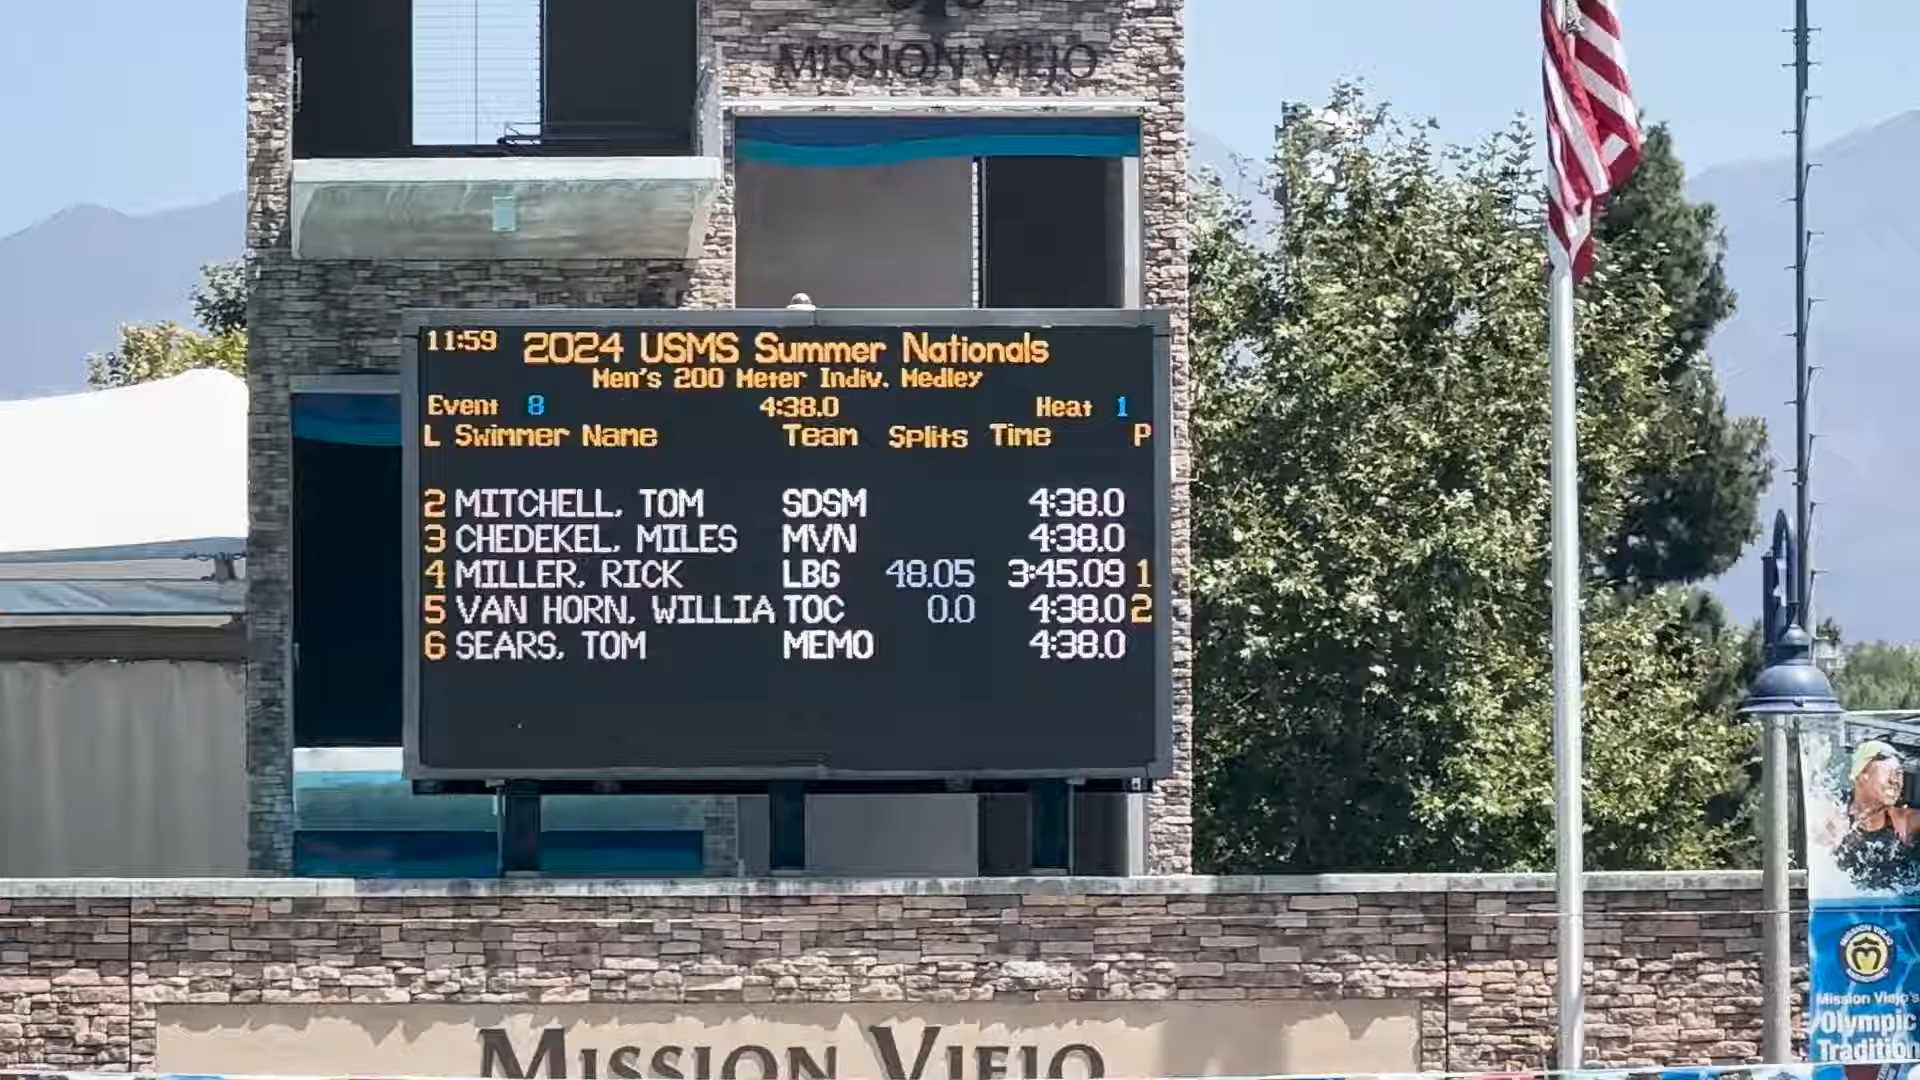 MISSION VIEJO
11:59 2024 USMS Summer Nationals
Men's 200 Meter Indiv. Medley
Event 8 4:38.0 Heat 1
L Swimmer Name Team Splits Time P
2 MITCHELL, TOM SDSM 4:38.0
3 CHEDEKEL, MILES MVN 4:38.0
4 MILLER, RICK LBG 48.05 3:45.09 1
5 VAN HORN, WILLIA TOC 0.0 4:38.0 2
6 SEARS, TOM MEMO 4:38.0
MISSION VIEJO
MISSION VIEJO
Mission Viejo's
Olympic
Tradition